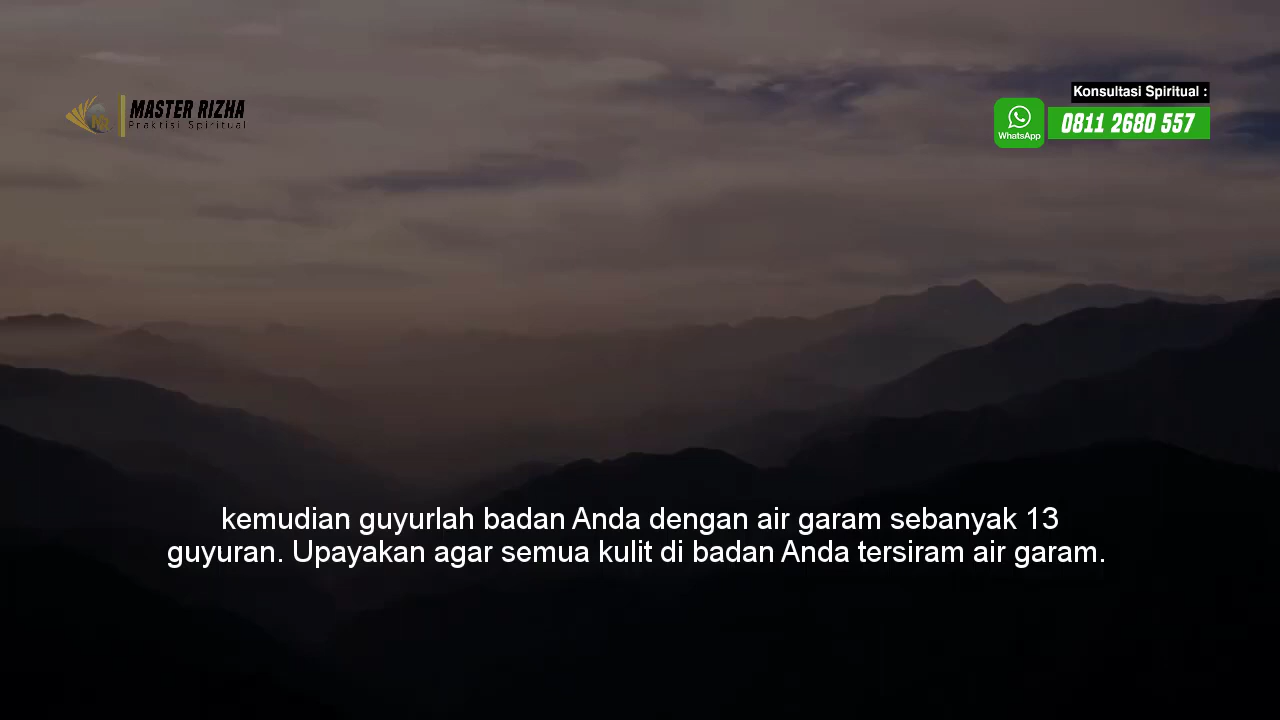 MASTER RIZHA
Praktisi Spiritual
Konsultasi Spiritual :
WhatsApp
0811 2680 557
kemudian guyurlah badan Anda dengan air garam sebanyak 13
guyuran. Upayakan agar semua kulit di badan Anda tersiram air garam.